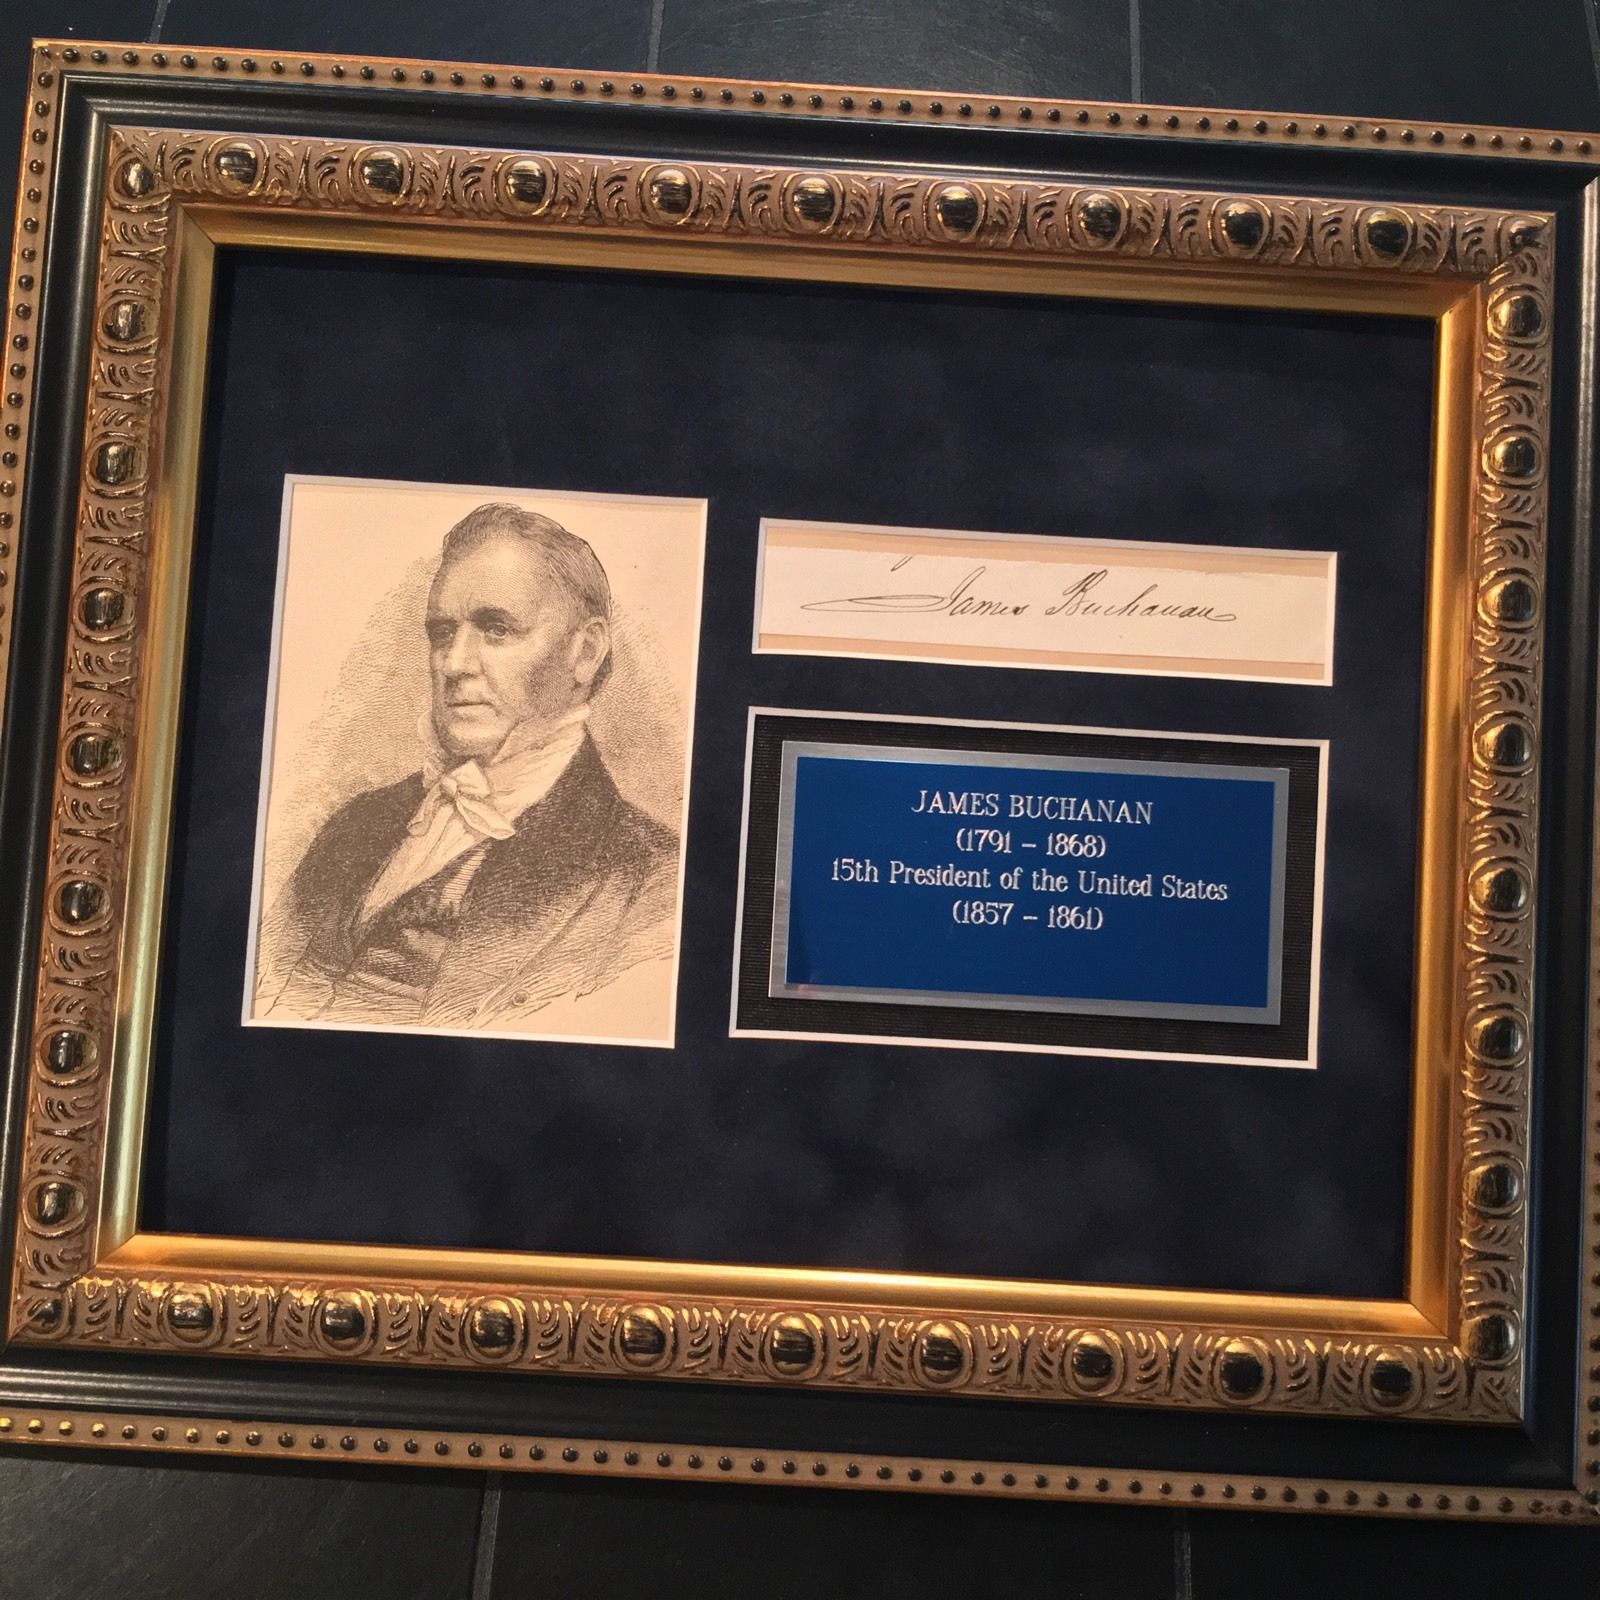 James Buchanan
JAMES BUCHANAN
(1791 – 1868)
15th President of the United States
(1857 – 1861)